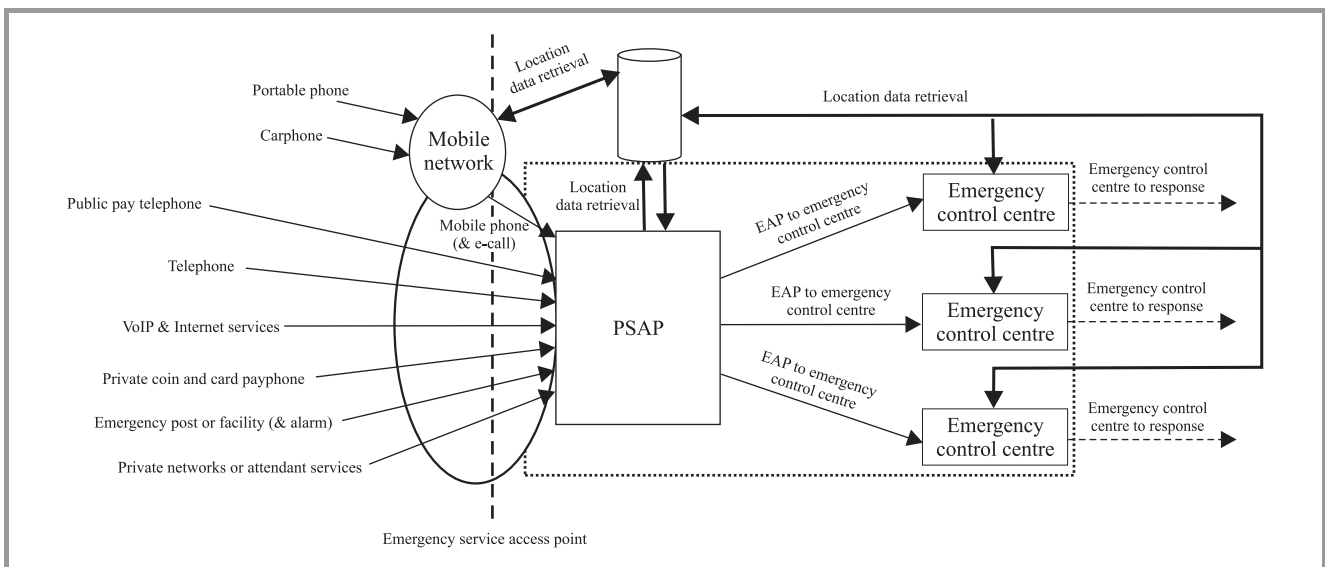 Location
data retrieval
Portable phone
Location data retrieval
Carphone
Mobile
network
Location
data retrieval
EAP to emergency
control centre
Emergency
control centre
Emergency control
centre to response
Public pay telephone
Mobile phone
(& e-call)
Telephone
VoIP & Internet services
PSAP
EAP to emergency
control centre
Emergency
control centre
Emergency control
centre to response
Private coin and card payphone
EAP to emergency
control centre
Emergency post or facility (& alarm)
Emergency
control centre
Emergency control
centre to response
Private networks or attendant services
Emergency service access point